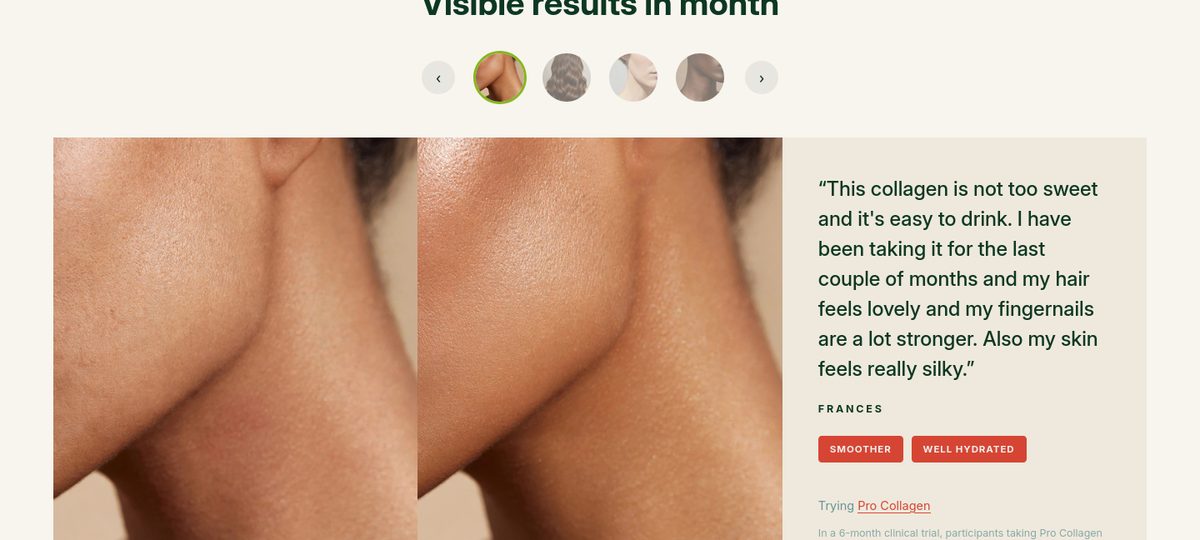 Visible results in month
‹
›
“This collagen is not too sweet
and it's easy to drink. I have
been taking it for the last
couple of months and my hair
feels lovely and my fingernails
are a lot stronger. Also my skin
feels really silky.”
FRANCES
SMOOTHER WELL HYDRATED
Trying Pro Collagen
In a 6-month clinical trial, participants taking Pro Collagen